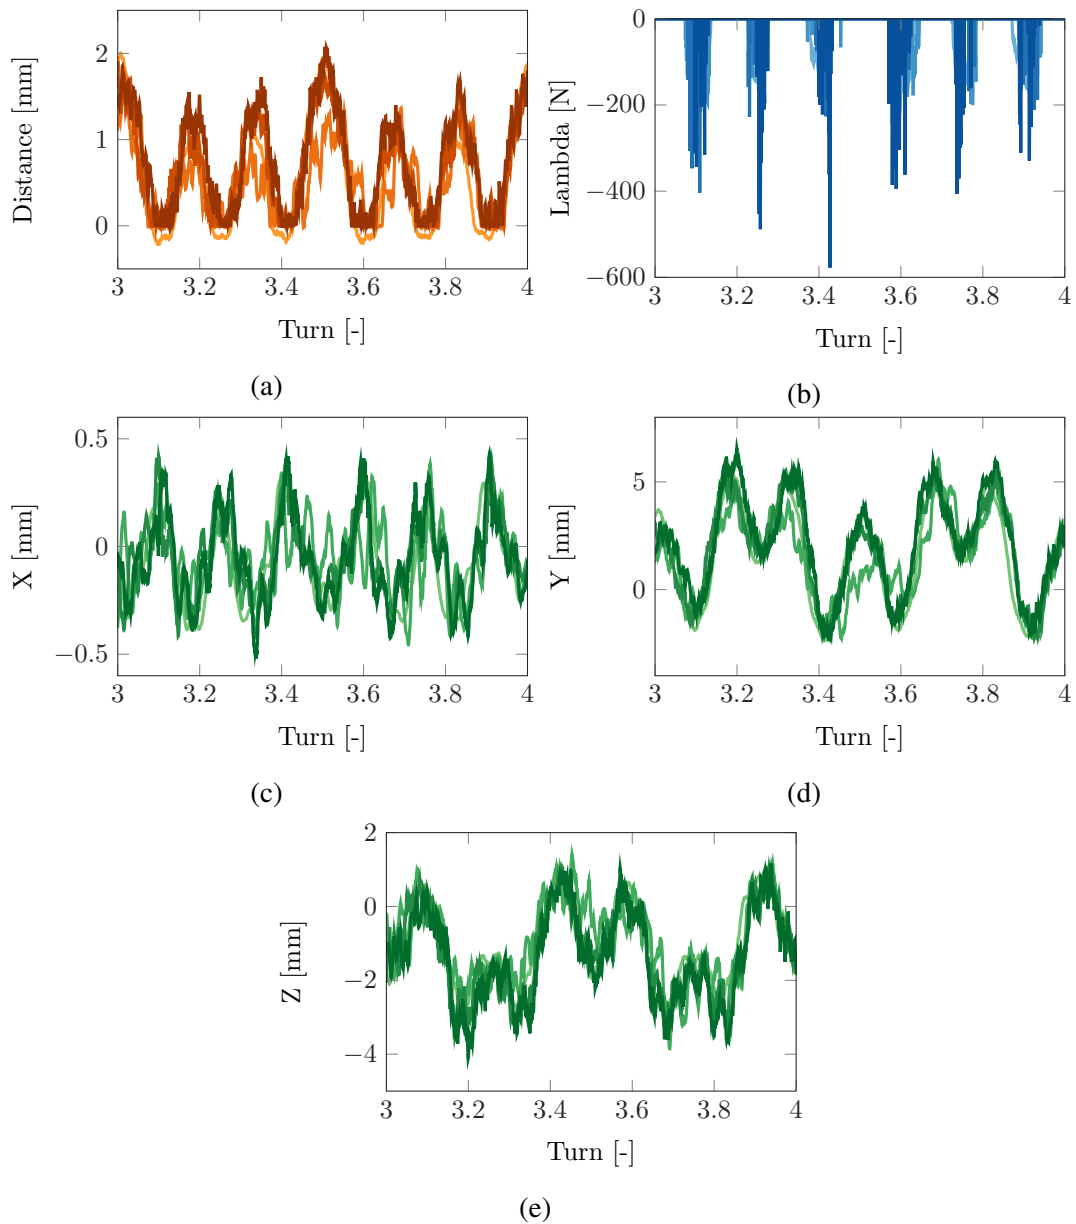 2
1
0
Distance [mm]
3 3.2 3.4 3.6 3.8 4
Turn [-]
(a)
0
−200
−400
−600
Lambda [N]
3 3.2 3.4 3.6 3.8 4
Turn [-]
(b)
0.5
0
−0.5
X [mm]
3 3.2 3.4 3.6 3.8 4
Turn [-]
(c)
5
0
Y [mm]
3 3.2 3.4 3.6 3.8 4
Turn [-]
(d)
2
0
−2
−4
Z [mm]
3 3.2 3.4 3.6 3.8 4
Turn [-]
(e)